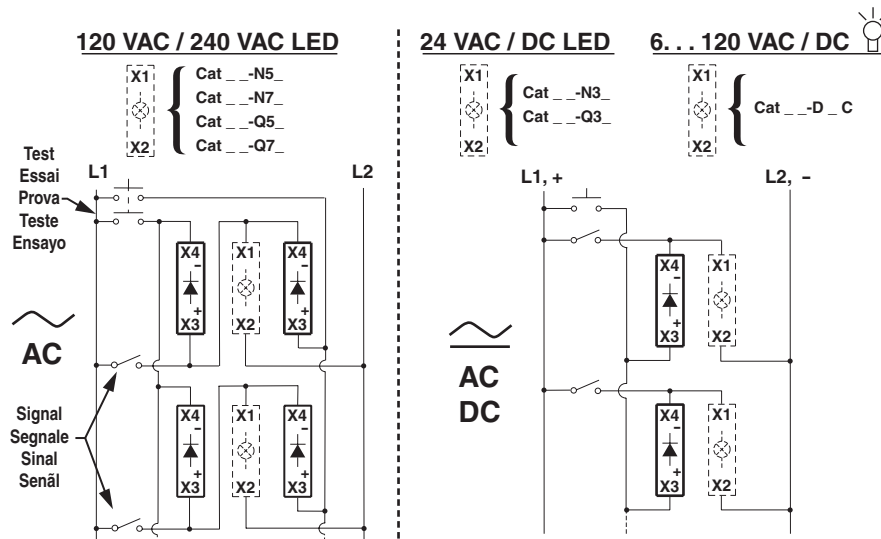 120 VAC / 240 VAC LED
X1
X2
Cat _ _-N5_
Cat _ _-N7_
Cat _ _-Q5_
Cat _ _-Q7_
Test
Essai
Prova
Teste
Ensayo
L1
L2
X4
–
+
X3
X1
X2
X4
–
+
X3
AC
Signal
Segnale
Sinal
Senãl
X4
–
+
X3
X1
X2
X4
–
+
X3
24 VAC / DC LED
X1
X2
Cat _ _-N3_
Cat _ _-Q3_
6. . . 120 VAC / DC
X1
X2
Cat _ _-D _ C
L1, +
L2, –
X4
–
+
X3
X1
X2
AC
DC
X4
–
+
X3
X1
X2